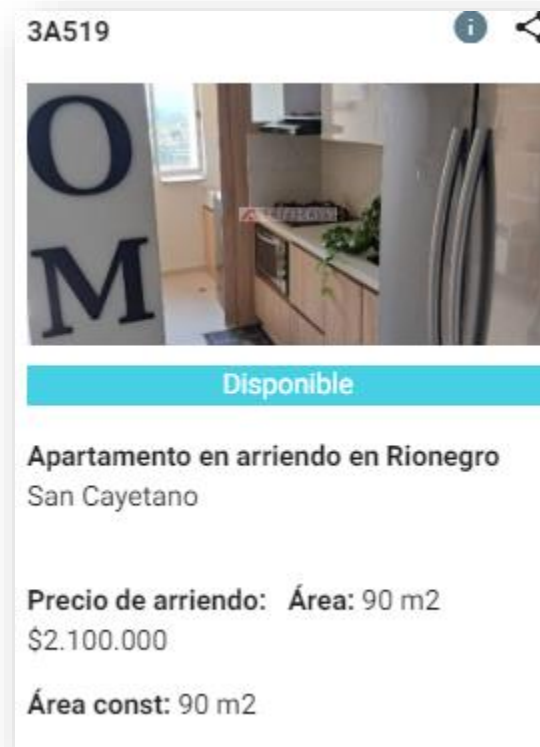 3A519
O
M
Disponible
Apartamento en arriendo en Rionegro
San Cayetano
Precio de arriendo: Área: 90 m2
$2.100.000
Área const: 90 m2